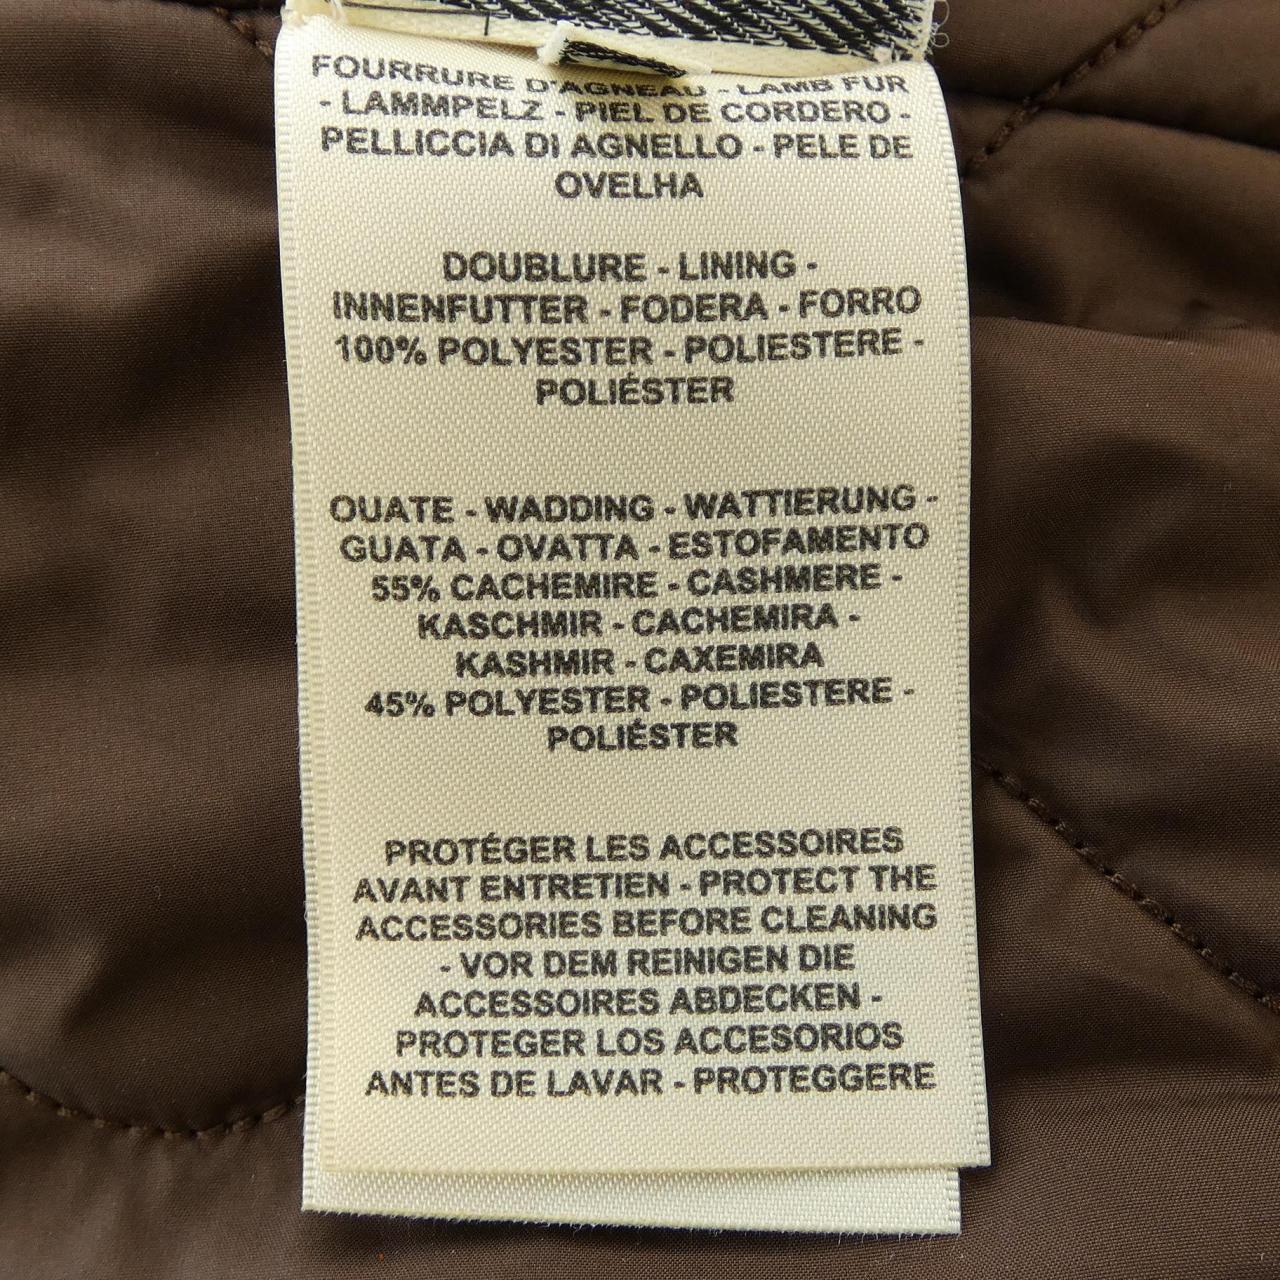 FOURRURE D'AGNEAU - LAMB FUR
- LAMMPELZ - PIEL DE CORDERO -
PELLICCIA DI AGNELLO - PELE DE
OVELHA
DOUBLURE - LINING -
INNENFUTTER - FODERA - FORRO
100% POLYESTER - POLIESTERE -
POLIÉSTER
OUATE - WADDING - WATTIERUNG -
GUATA - OVATTA - ESTOFAMENTO
55% CACHEMIRE - CASHMERE -
KASCHMIR - CACHEMIRA -
KASHMIR - CAXEMIRA
45% POLYESTER - POLIESTERE -
POLIÉSTER
PROTÉGER LES ACCESSOIRES
AVANT ENTRETIEN - PROTECT THE
ACCESSORIES BEFORE CLEANING
- VOR DEM REINIGEN DIE
ACCESSOIRES ABDECKEN -
PROTEGER LOS ACCESORIOS
ANTES DE LAVAR - PROTEGGERE